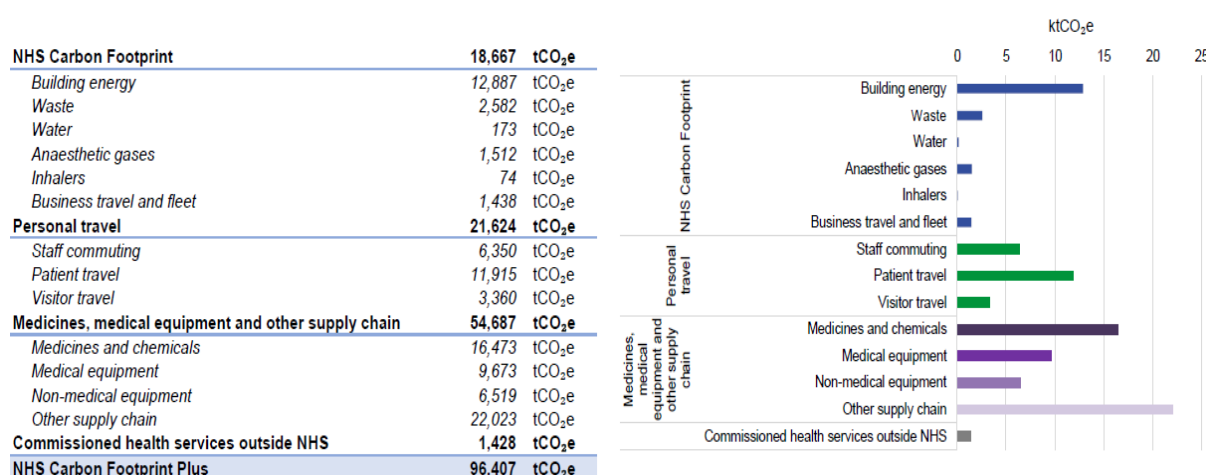 NHS Carbon Footprint 18,667 tCO₂e
Building energy 12,887 tCO₂e
Waste 2,582 tCO₂e
Water 173 tCO₂e
Anaesthetic gases 1,512 tCO₂e
Inhalers 74 tCO₂e
Business travel and fleet 1,438 tCO₂e
Personal travel 21,624 tCO₂e
Staff commuting 6,350 tCO₂e
Patient travel 11,915 tCO₂e
Visitor travel 3,360 tCO₂e
Medicines, medical equipment and other supply chain 54,687 tCO₂e
Medicines and chemicals 16,473 tCO₂e
Medical equipment 9,673 tCO₂e
Non-medical equipment 6,519 tCO₂e
Other supply chain 22,023 tCO₂e
Commissioned health services outside NHS 1,428 tCO₂e
NHS Carbon Footprint Plus 96,407 tCO₂e
ktCO₂e
0 5 10 15 20 25
NHS Carbon Footprint
Building energy
Waste
Water
Anaesthetic gases
Inhalers
Business travel and fleet
Personal
travel
Staff commuting
Patient travel
Visitor travel
Medicines,
medical
equipment and
other supply
chain
Medicines and chemicals
Medical equipment
Non-medical equipment
Other supply chain
Commissioned health services outside NHS